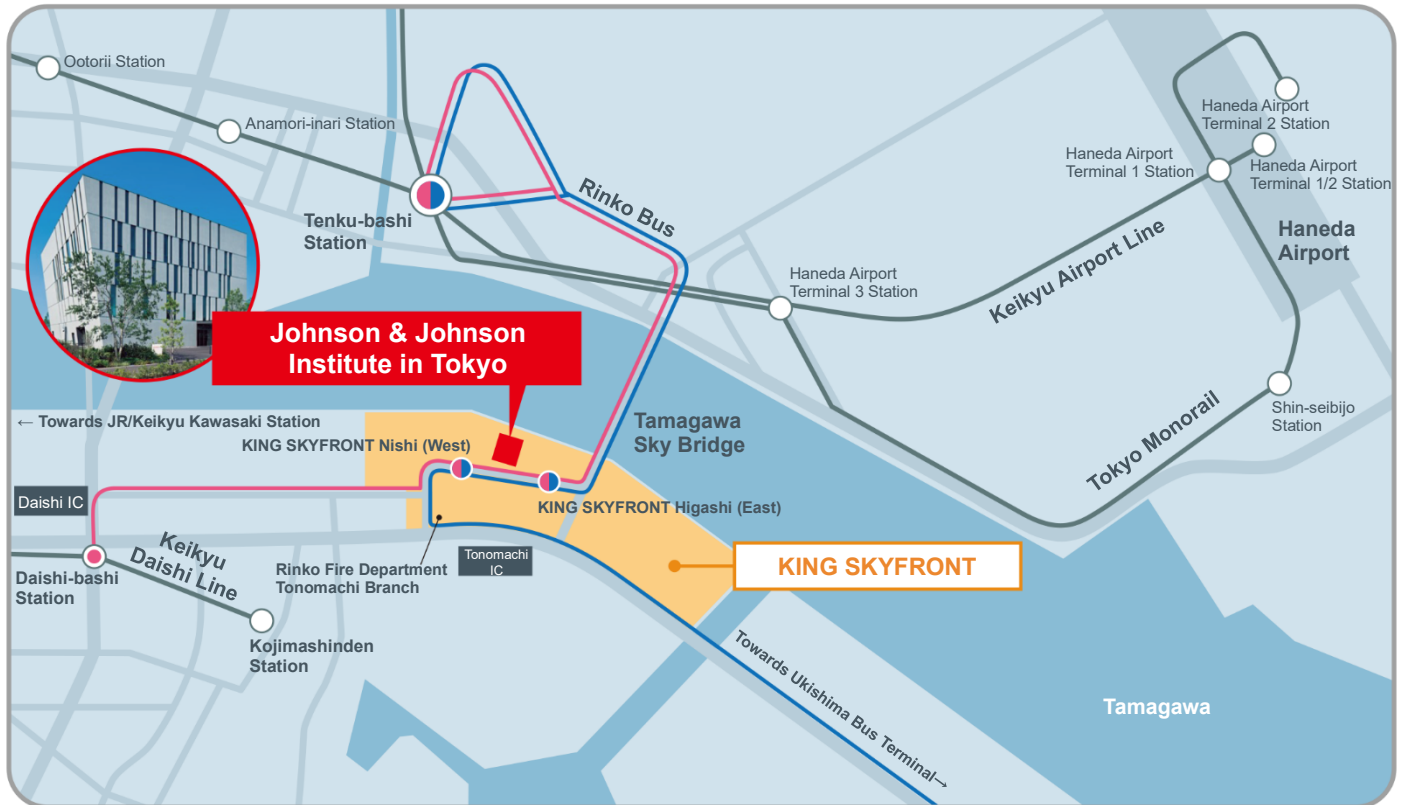 Ootorii Station
Anamori-inari Station
Tenku-bashi
Station
Rinko Bus
Haneda Airport
Terminal 2 Station
Haneda Airport
Terminal 1 Station
Haneda Airport
Terminal 1/2 Station
Haneda
Airport
Haneda Airport
Terminal 3 Station
Keikyu Airport Line
Johnson & Johnson
Institute in Tokyo
Tamagawa
Sky Bridge
Tokyo Monorail
Shin-seibijo
Station
← Towards JR/Keikyu Kawasaki Station
KING SKYFRONT Nishi (West)
KING SKYFRONT Higashi (East)
Daishi IC
Keikyu
Daishi Line
Daishi-bashi
Station
Rinko Fire Department
Tonomachi Branch
Tonomachi
IC
KING SKYFRONT
Kojimashinden
Station
Towards Ukishima Bus Terminal→
Tamagawa